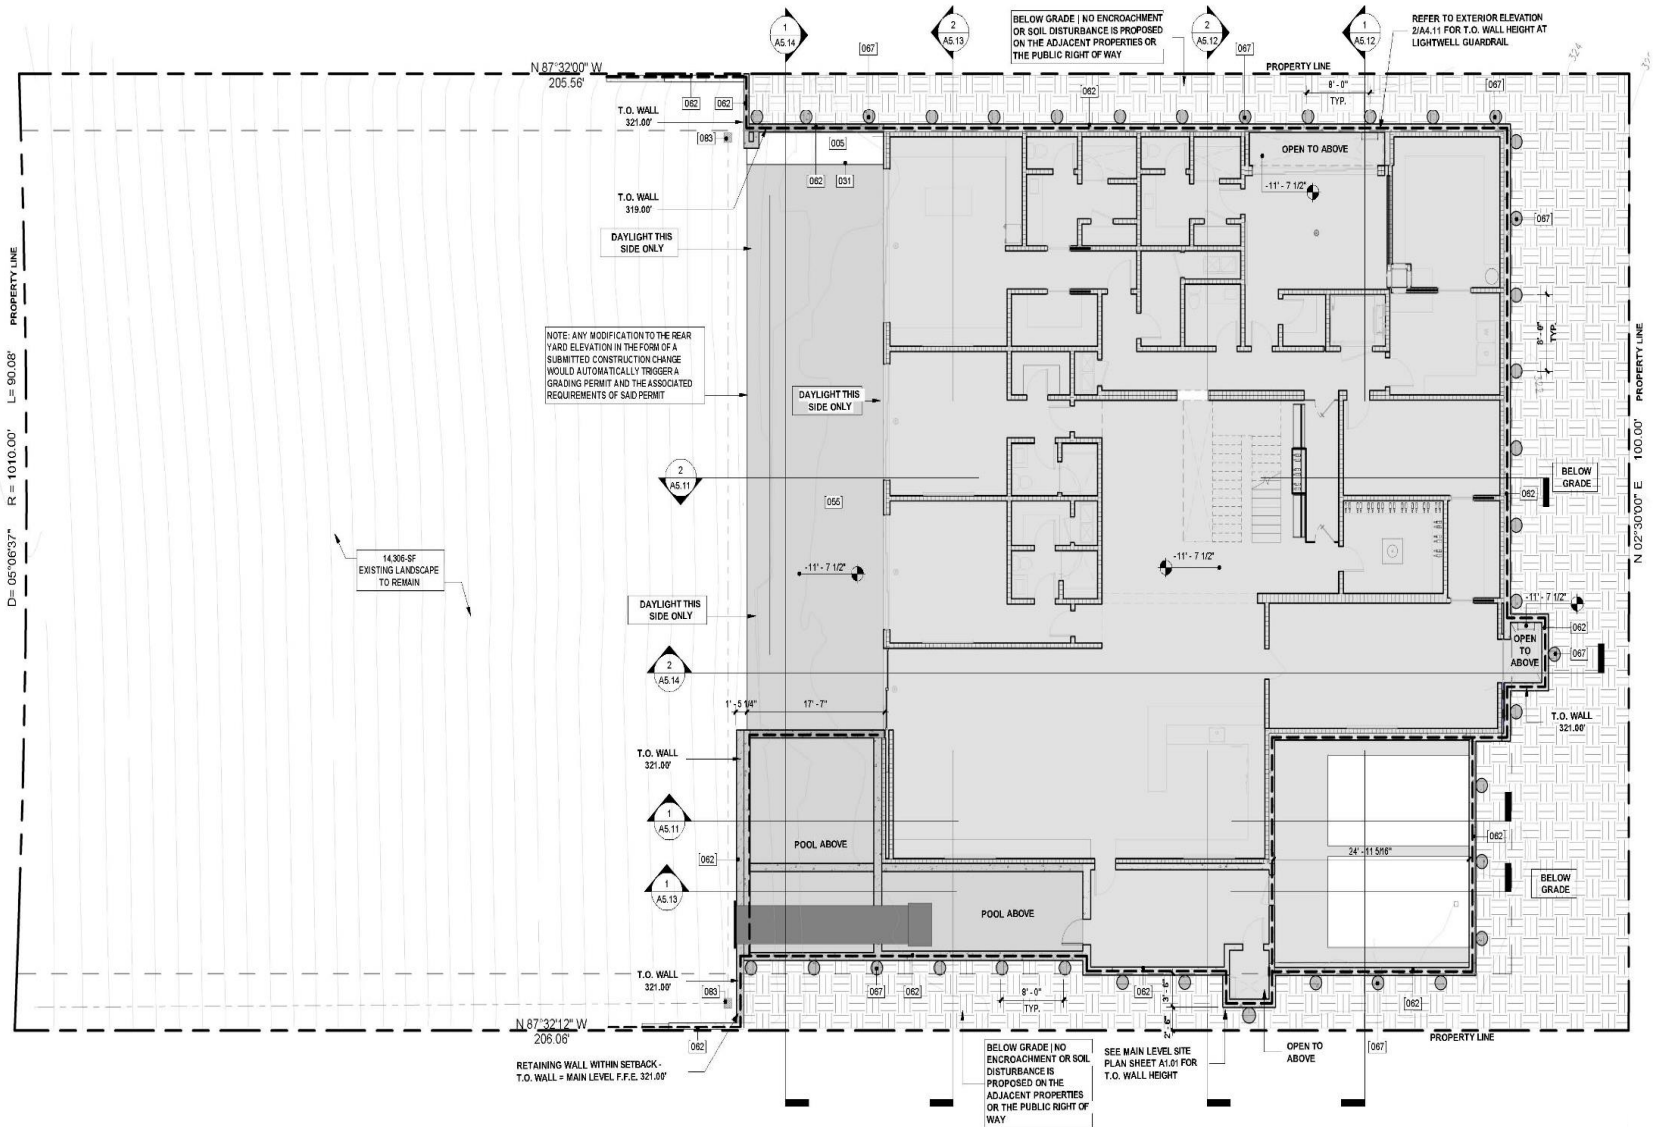 1
A5.14
2
A5.13
BELOW GRADE | NO ENCROACHMENT
OR SOIL DISTURBANCE IS PROPOSED
ON THE ADJACENT PROPERTIES OR
THE PUBLIC RIGHT OF WAY
2
A5.12
1
A5.12
REFER TO EXTERIOR ELEVATION
2/A4.11 FOR T.O. WALL HEIGHT AT
LIGHTWELL GUARDRAIL
324
067
067
N 87°32'00" W
205.56'
PROPERTY LINE
062
062
T.O. WALL
321.00'
062
8' - 0"
TYP.
067
083
005
OPEN TO ABOVE
062
031
-11' - 7 1/2"
T.O. WALL
319.00'
067
DAYLIGHT THIS
SIDE ONLY
PROPERTY LINE
8' - 0"
TYP.
NOTE: ANY MODIFICATION TO THE REAR
YARD ELEVATION IN THE FORM OF A
SUBMITTED CONSTRUCTION CHANGE
WOULD AUTOMATICALLY TRIGGER A
GRADING PERMIT AND THE ASSOCIATED
REQUIREMENTS OF SAID PERMIT
DAYLIGHT THIS
SIDE ONLY
PROPERTY LINE
D= 05°06'37" R = 1010.00' L= 90.08'
N 02°30'00" E 100.00'
2
A5.11
BELOW
GRADE
062
055
14,306-SF
EXISTING LANDSCAPE
TO REMAIN
-11' - 7 1/2"
-11' - 7 1/2"
DAYLIGHT THIS
SIDE ONLY
-11' - 7 1/2"
062
OPEN
TO
ABOVE
067
2
A5.14
1' - 5 1/4"
17' - 7"
T.O. WALL
321.00'
T.O. WALL
321.00'
1
A5.11
POOL ABOVE
062
24' - 11 5/16"
062
1
A5.13
BELOW
GRADE
POOL ABOVE
T.O. WALL
321.00'
083
067
062
8' - 0"
TYP.
062
3' - 6"
2' - 6"
062
N 87°32'12" W
206.06'
062
RETAINING WALL WITHIN SETBACK -
T.O. WALL = MAIN LEVEL F.F.E. 321.00'
BELOW GRADE | NO
ENCROACHMENT OR SOIL
DISTURBANCE IS
PROPOSED ON THE
ADJACENT PROPERTIES
OR THE PUBLIC RIGHT OF
WAY
SEE MAIN LEVEL SITE
PLAN SHEET A1.01 FOR
T.O. WALL HEIGHT
OPEN TO
ABOVE
067
PROPERTY LINE